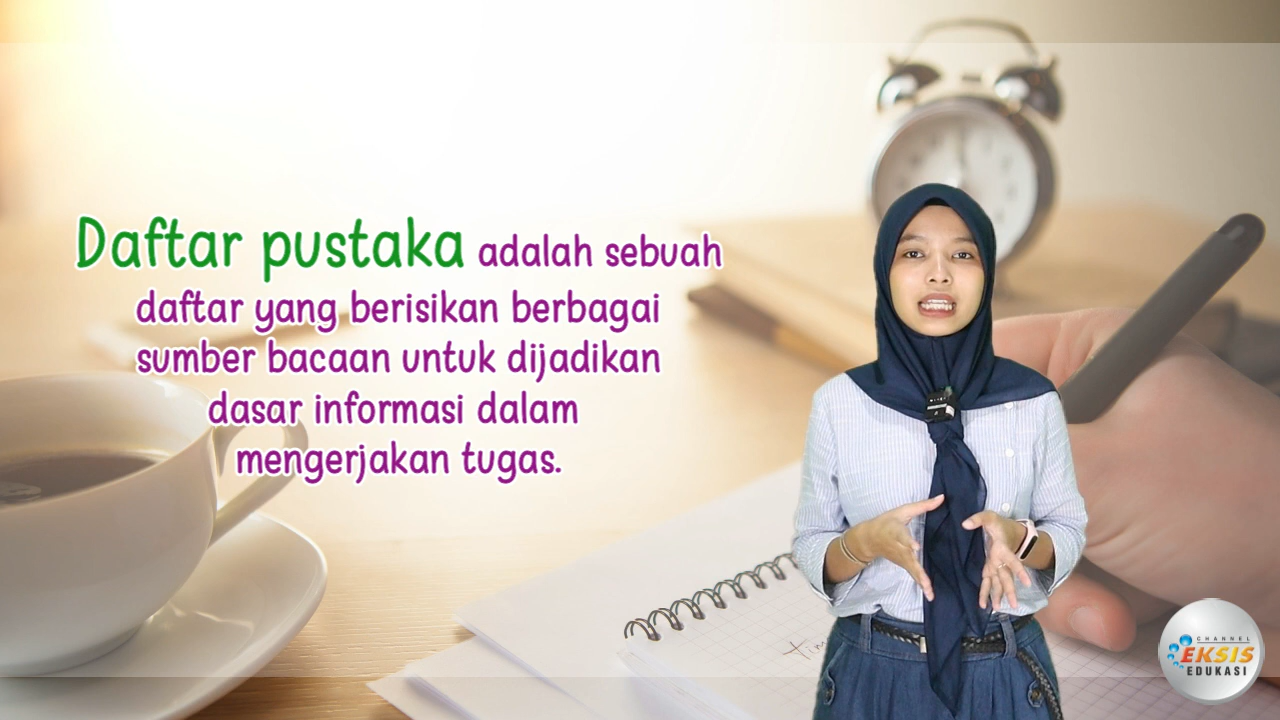 Daftar pustaka adalah sebuah
daftar yang berisikan berbagai
sumber bacaan untuk dijadikan
dasar informasi dalam
mengerjakan tugas.
CHANNEL
EKSIS
EDUKASI